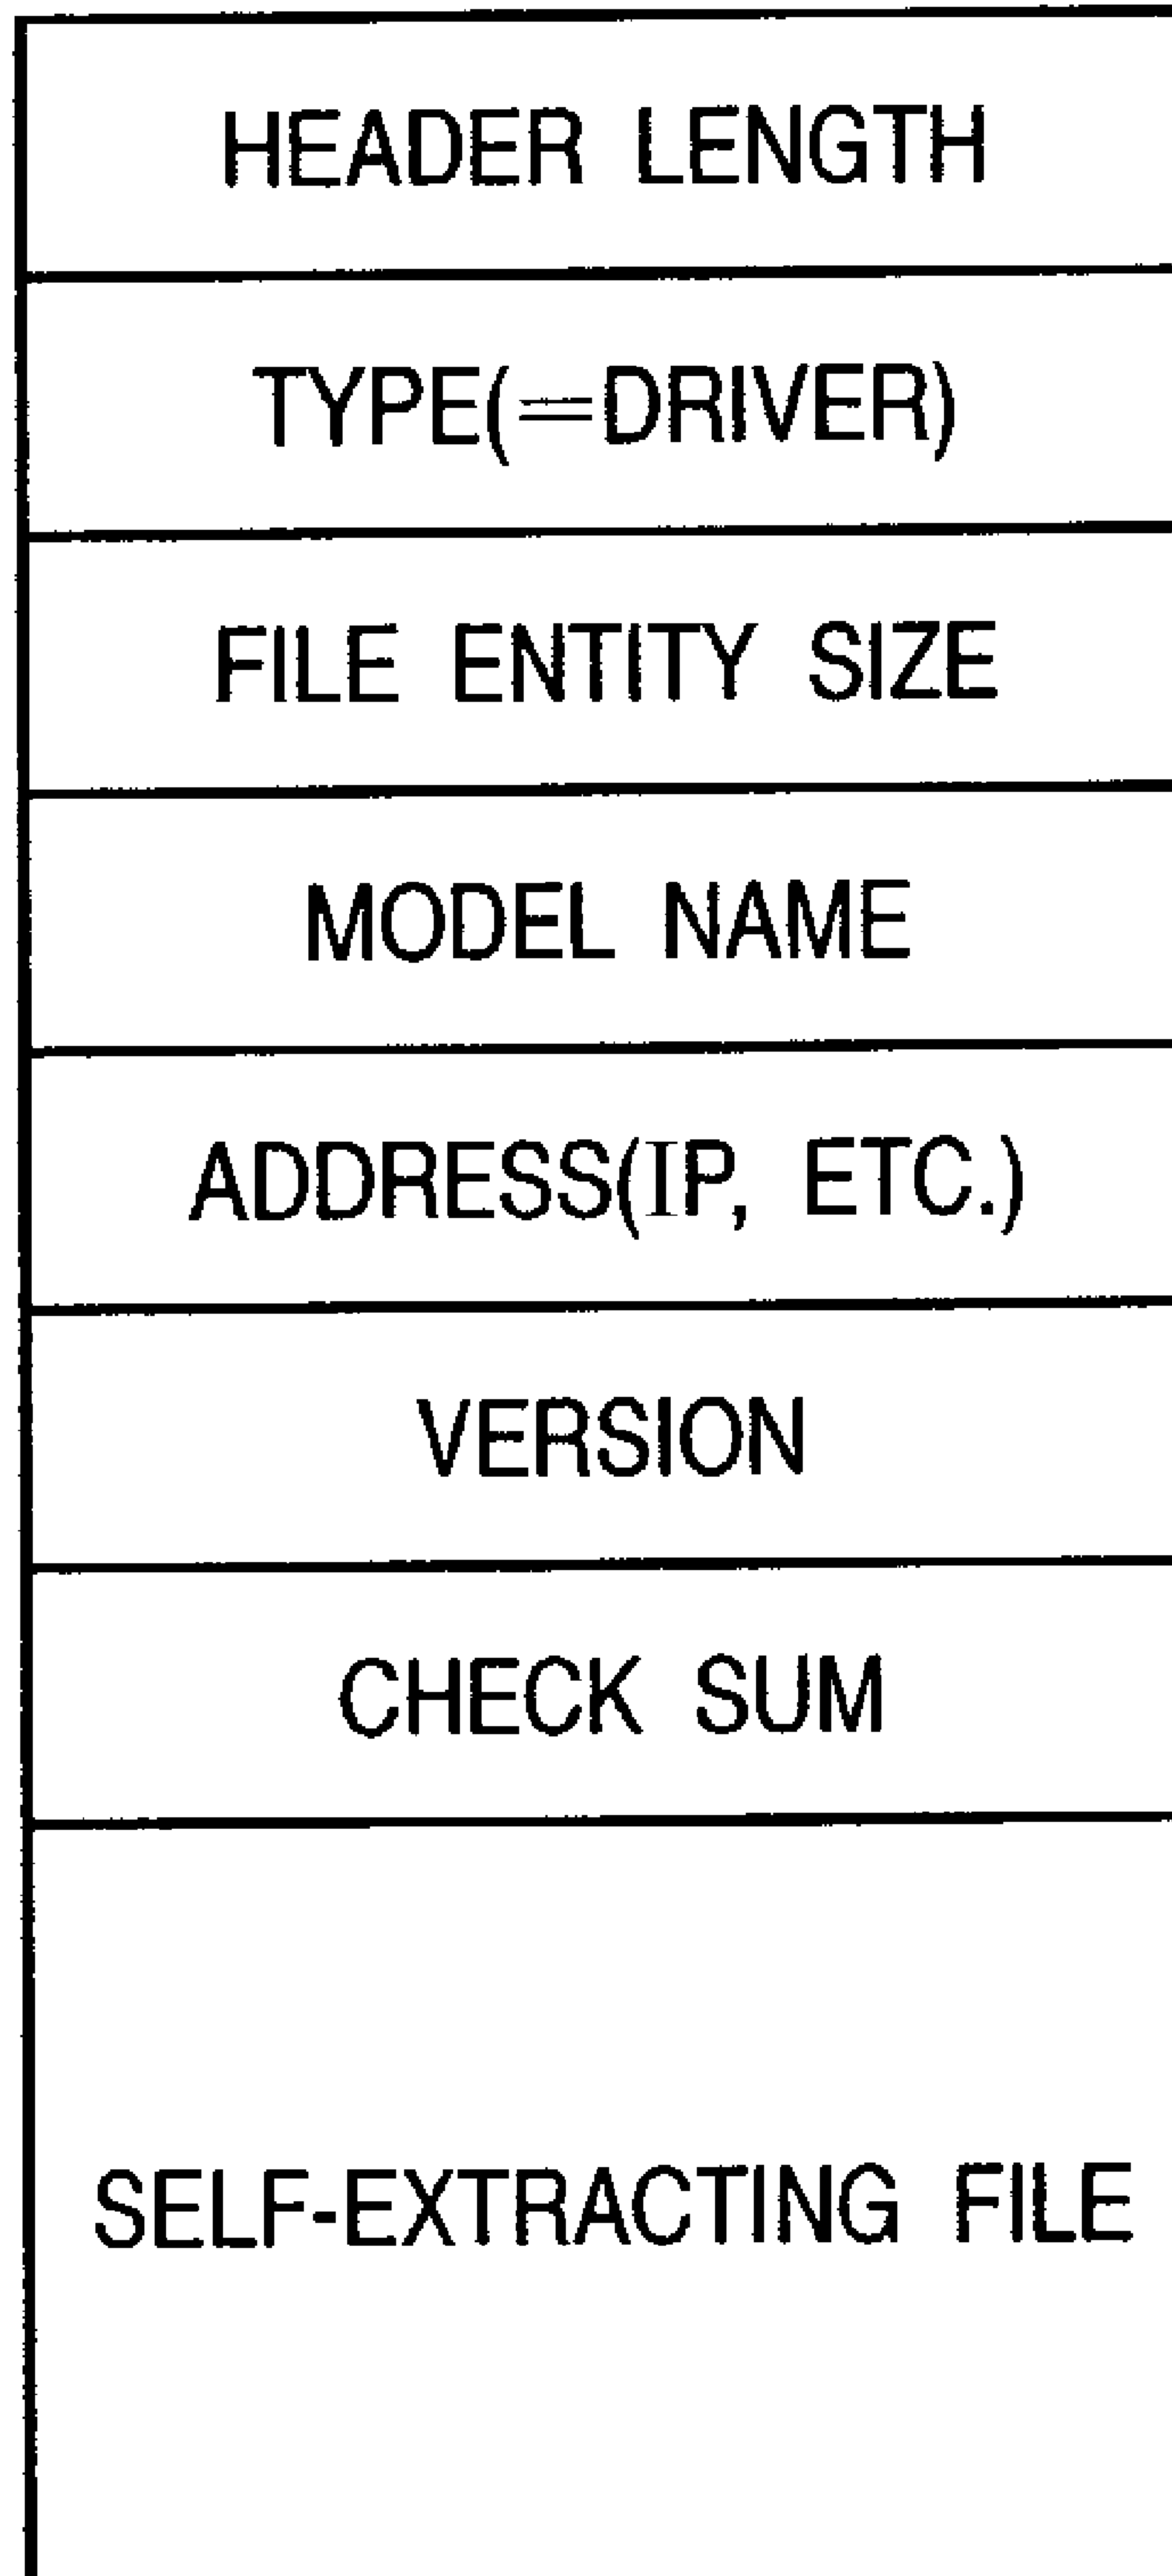 HEADER LENGTH
TYPE(=DRIVER)
FILE ENTITY SIZE
MODEL NAME
ADDRESS(IP, ETC.)
VERSION
CHECK SUM
SELF-EXTRACTING FILE